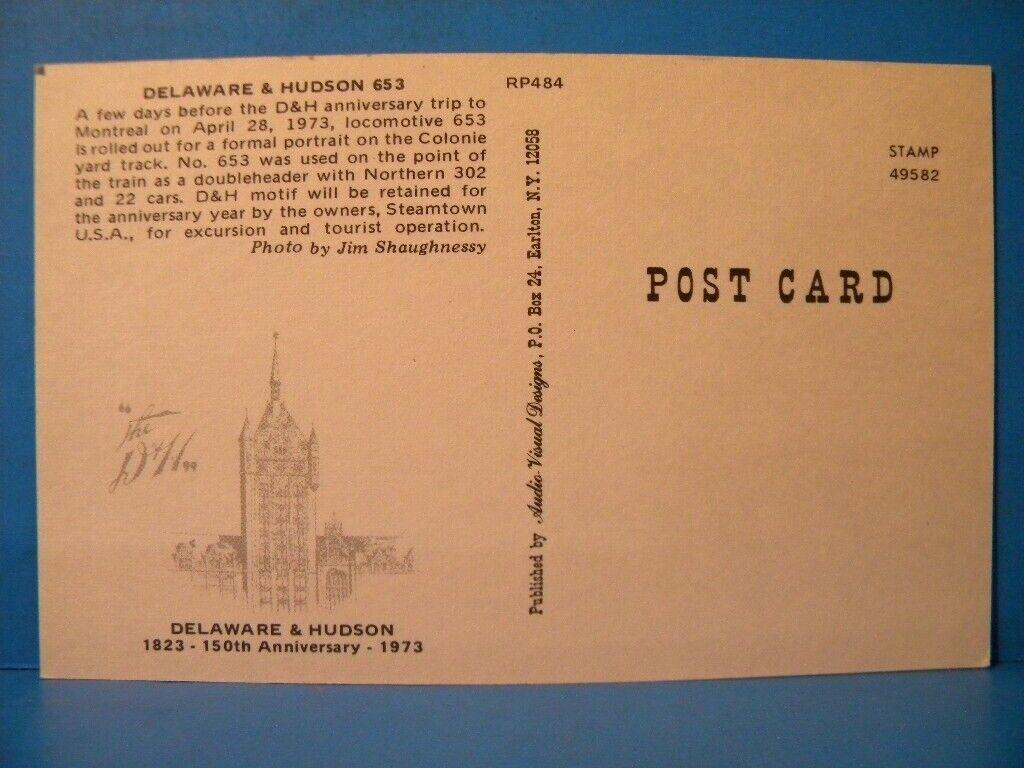 DELAWARE & HUDSON 653
A few days before the D&H anniversary trip to
Montreal on April 28, 1973, locomotive 653
is rolled out for a formal portrait on the Colonie
yard track. No. 653 was used on the point of
the train as a doubleheader with Northern 302
and 22 cars. D&H motif will be retained for
the anniversary year by the owners, Steamtown
U.S.A., for excursion and tourist operation.
Photo by Jim Shaughnessy
"The
D&H"
DELAWARE & HUDSON
1823 - 150th Anniversary - 1973
RP484
Published by Audio-Visual Designs, P.O. Box 24, Earlton, N.Y. 12058
STAMP
49582
POST CARD